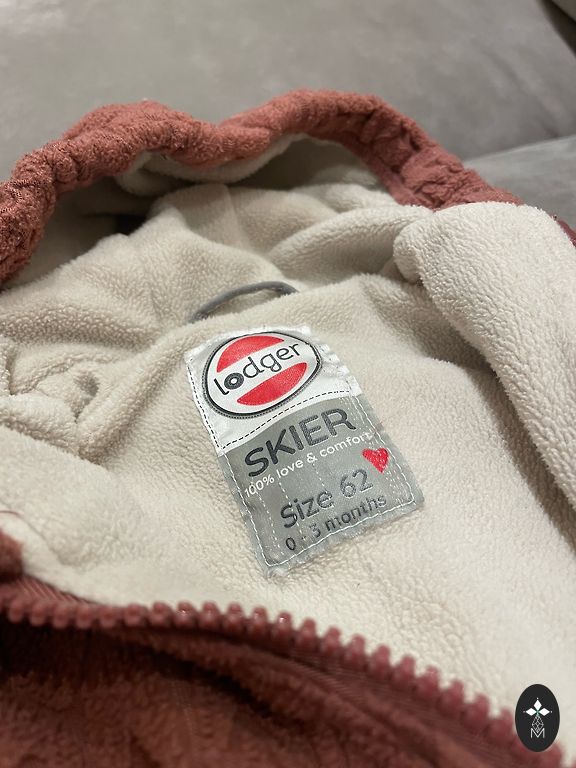 lodger
SKIER
100% love & comfort
Size 62
0 - 3 months
M